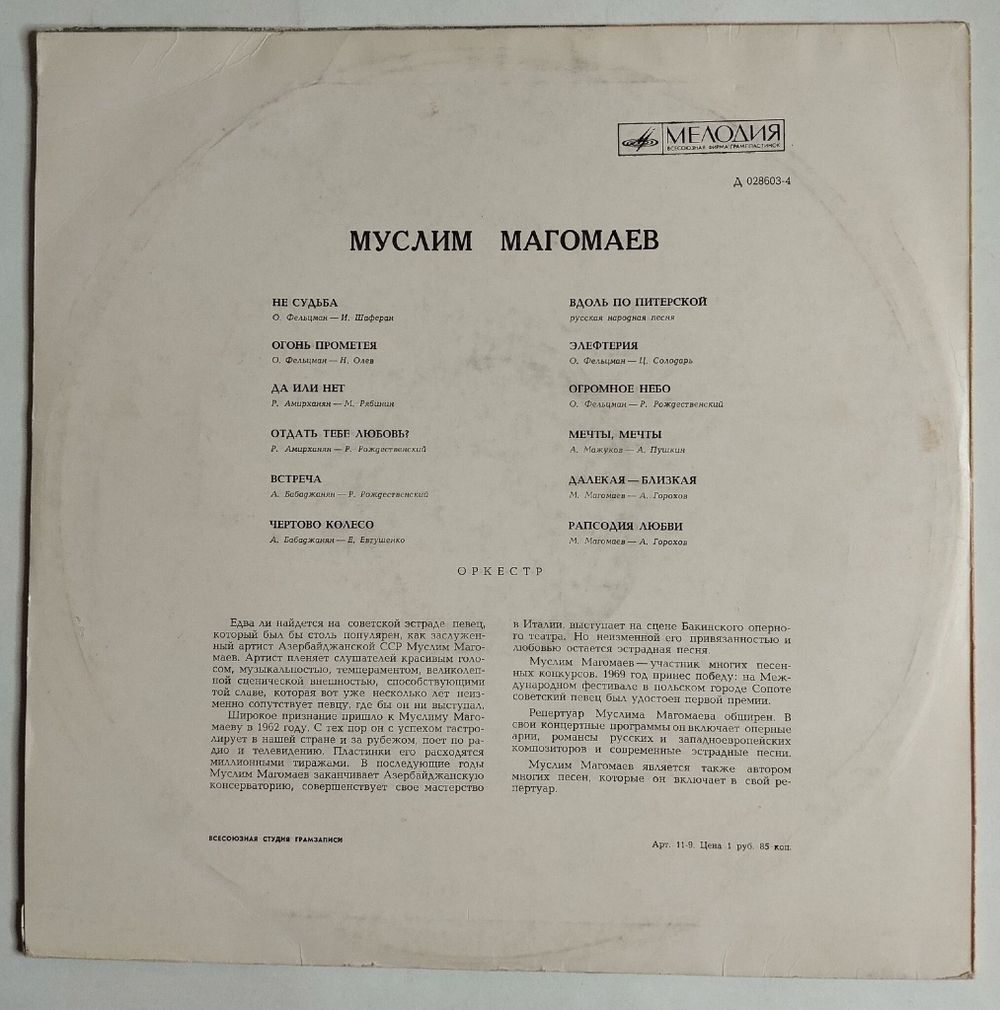 МЕЛОДИЯ
ВСЕСОЮЗНАЯ ФИРМА ГРАМПЛАСТИНОК
Д 028603-4
МУСЛИМ МАГОМАЕВ
НЕ СУДЬБА
О. Фельцман — И. Шаферан
ОГОНЬ ПРОМЕТЕЯ
О. Фельцман — Н. Олев
ДА ИЛИ НЕТ
Р. Амирханян — М. Рябинин
ОТДАТЬ ТЕБЕ ЛЮБОВЬ?
Р. Амирханян — Р. Рождественский
ВСТРЕЧА
А. Бабаджанян — Р. Рождественский
ЧЕРТОВО КОЛЕСО
А. Бабаджанян — Е. Евтушенко
ВДОЛЬ ПО ПИТЕРСКОЙ
русская народная песня
ЭЛЕФТЕРИЯ
О. Фельцман — Ц. Солодарь
ОГРОМНОЕ НЕБО
О. Фельцман — Р. Рождественский
МЕЧТЫ, МЕЧТЫ
А. Мажуков — А. Пушкин
ДАЛЕКАЯ — БЛИЗКАЯ
М. Магомаев — А. Горохов
РАПСОДИЯ ЛЮБВИ
М. Магомаев — А. Горохов
ОРКЕСТР
Едва ли найдется на советской эстраде певец,
который был бы столь популярен, как заслужен-
ный артист Азербайджанской ССР Муслим Маго-
маев. Артист пленяет слушателей красивым голо-
сом, музыкальностью, темпераментом, великолеп-
ной сценической внешностью, способствующими
той славе, которая вот уже несколько лет неиз-
менно сопутствует певцу, где бы он ни выступал.
Широкое признание пришло к Муслиму Маго-
маеву в 1962 году. С тех пор он с успехом гастро-
лирует в нашей стране и за рубежом, поет по ра-
дио и телевидению. Пластинки его расходятся
миллионными тиражами. В последующие годы
Муслим Магомаев заканчивает Азербайджанскую
консерваторию, совершенствует свое мастерство
в Италии, выступает на сцене Бакинского оперно-
го театра. Но неизменной его привязанностью и
любовью остается эстрадная песня.
Муслим Магомаев — участник многих песен-
ных конкурсов. 1969 год принес победу: на Меж-
дународном фестивале в польском городе Сопоте
советский певец был удостоен первой премии.
Репертуар Муслима Магомаева обширен. В
свои концертные программы он включает оперные
арии, романсы русских и западноевропейских
композиторов и современные эстрадные песни.
Муслим Магомаев является также автором
многих песен, которые он включает в свой ре-
пертуар.
ВСЕСОЮЗНАЯ СТУДИЯ ГРАМЗАПИСИ
Арт. 11-9. Цена 1 руб. 85 коп.